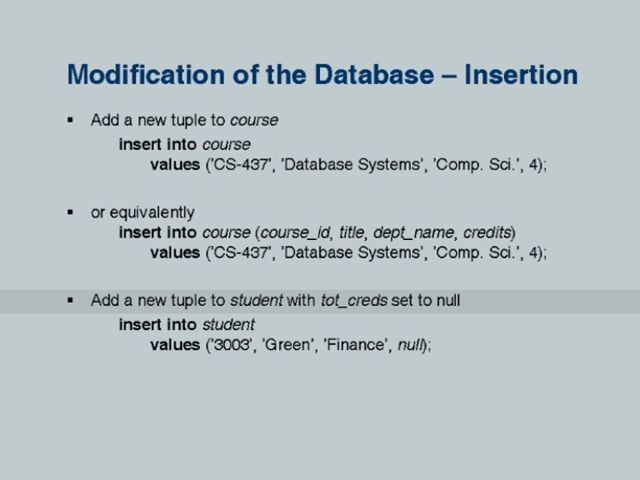 Modification of the Database – Insertion
▪ Add a new tuple to course
insert into course
values (’CS-437’, ’Database Systems’, ’Comp. Sci.’, 4);
▪ or equivalently
insert into course (course_id, title, dept_name, credits)
values (’CS-437’, ’Database Systems’, ’Comp. Sci.’, 4);
▪ Add a new tuple to student with tot_creds set to null
insert into student
values (’3003’, ’Green’, ’Finance’, null);